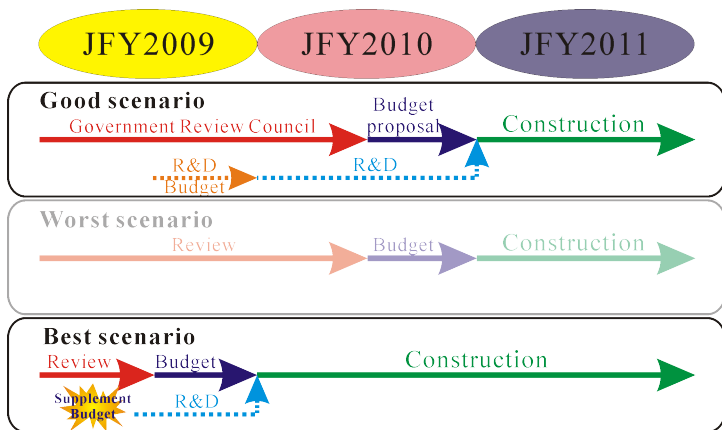 JFY2009 JFY2010 JFY2011
Good scenario
Government Review Council
Budget
proposal
Construction
R&D
Budget
R&D
Worst scenario
Review
Budget
Construction
Best scenario
Review
Budget
Construction
Supplement
Budget
R&D